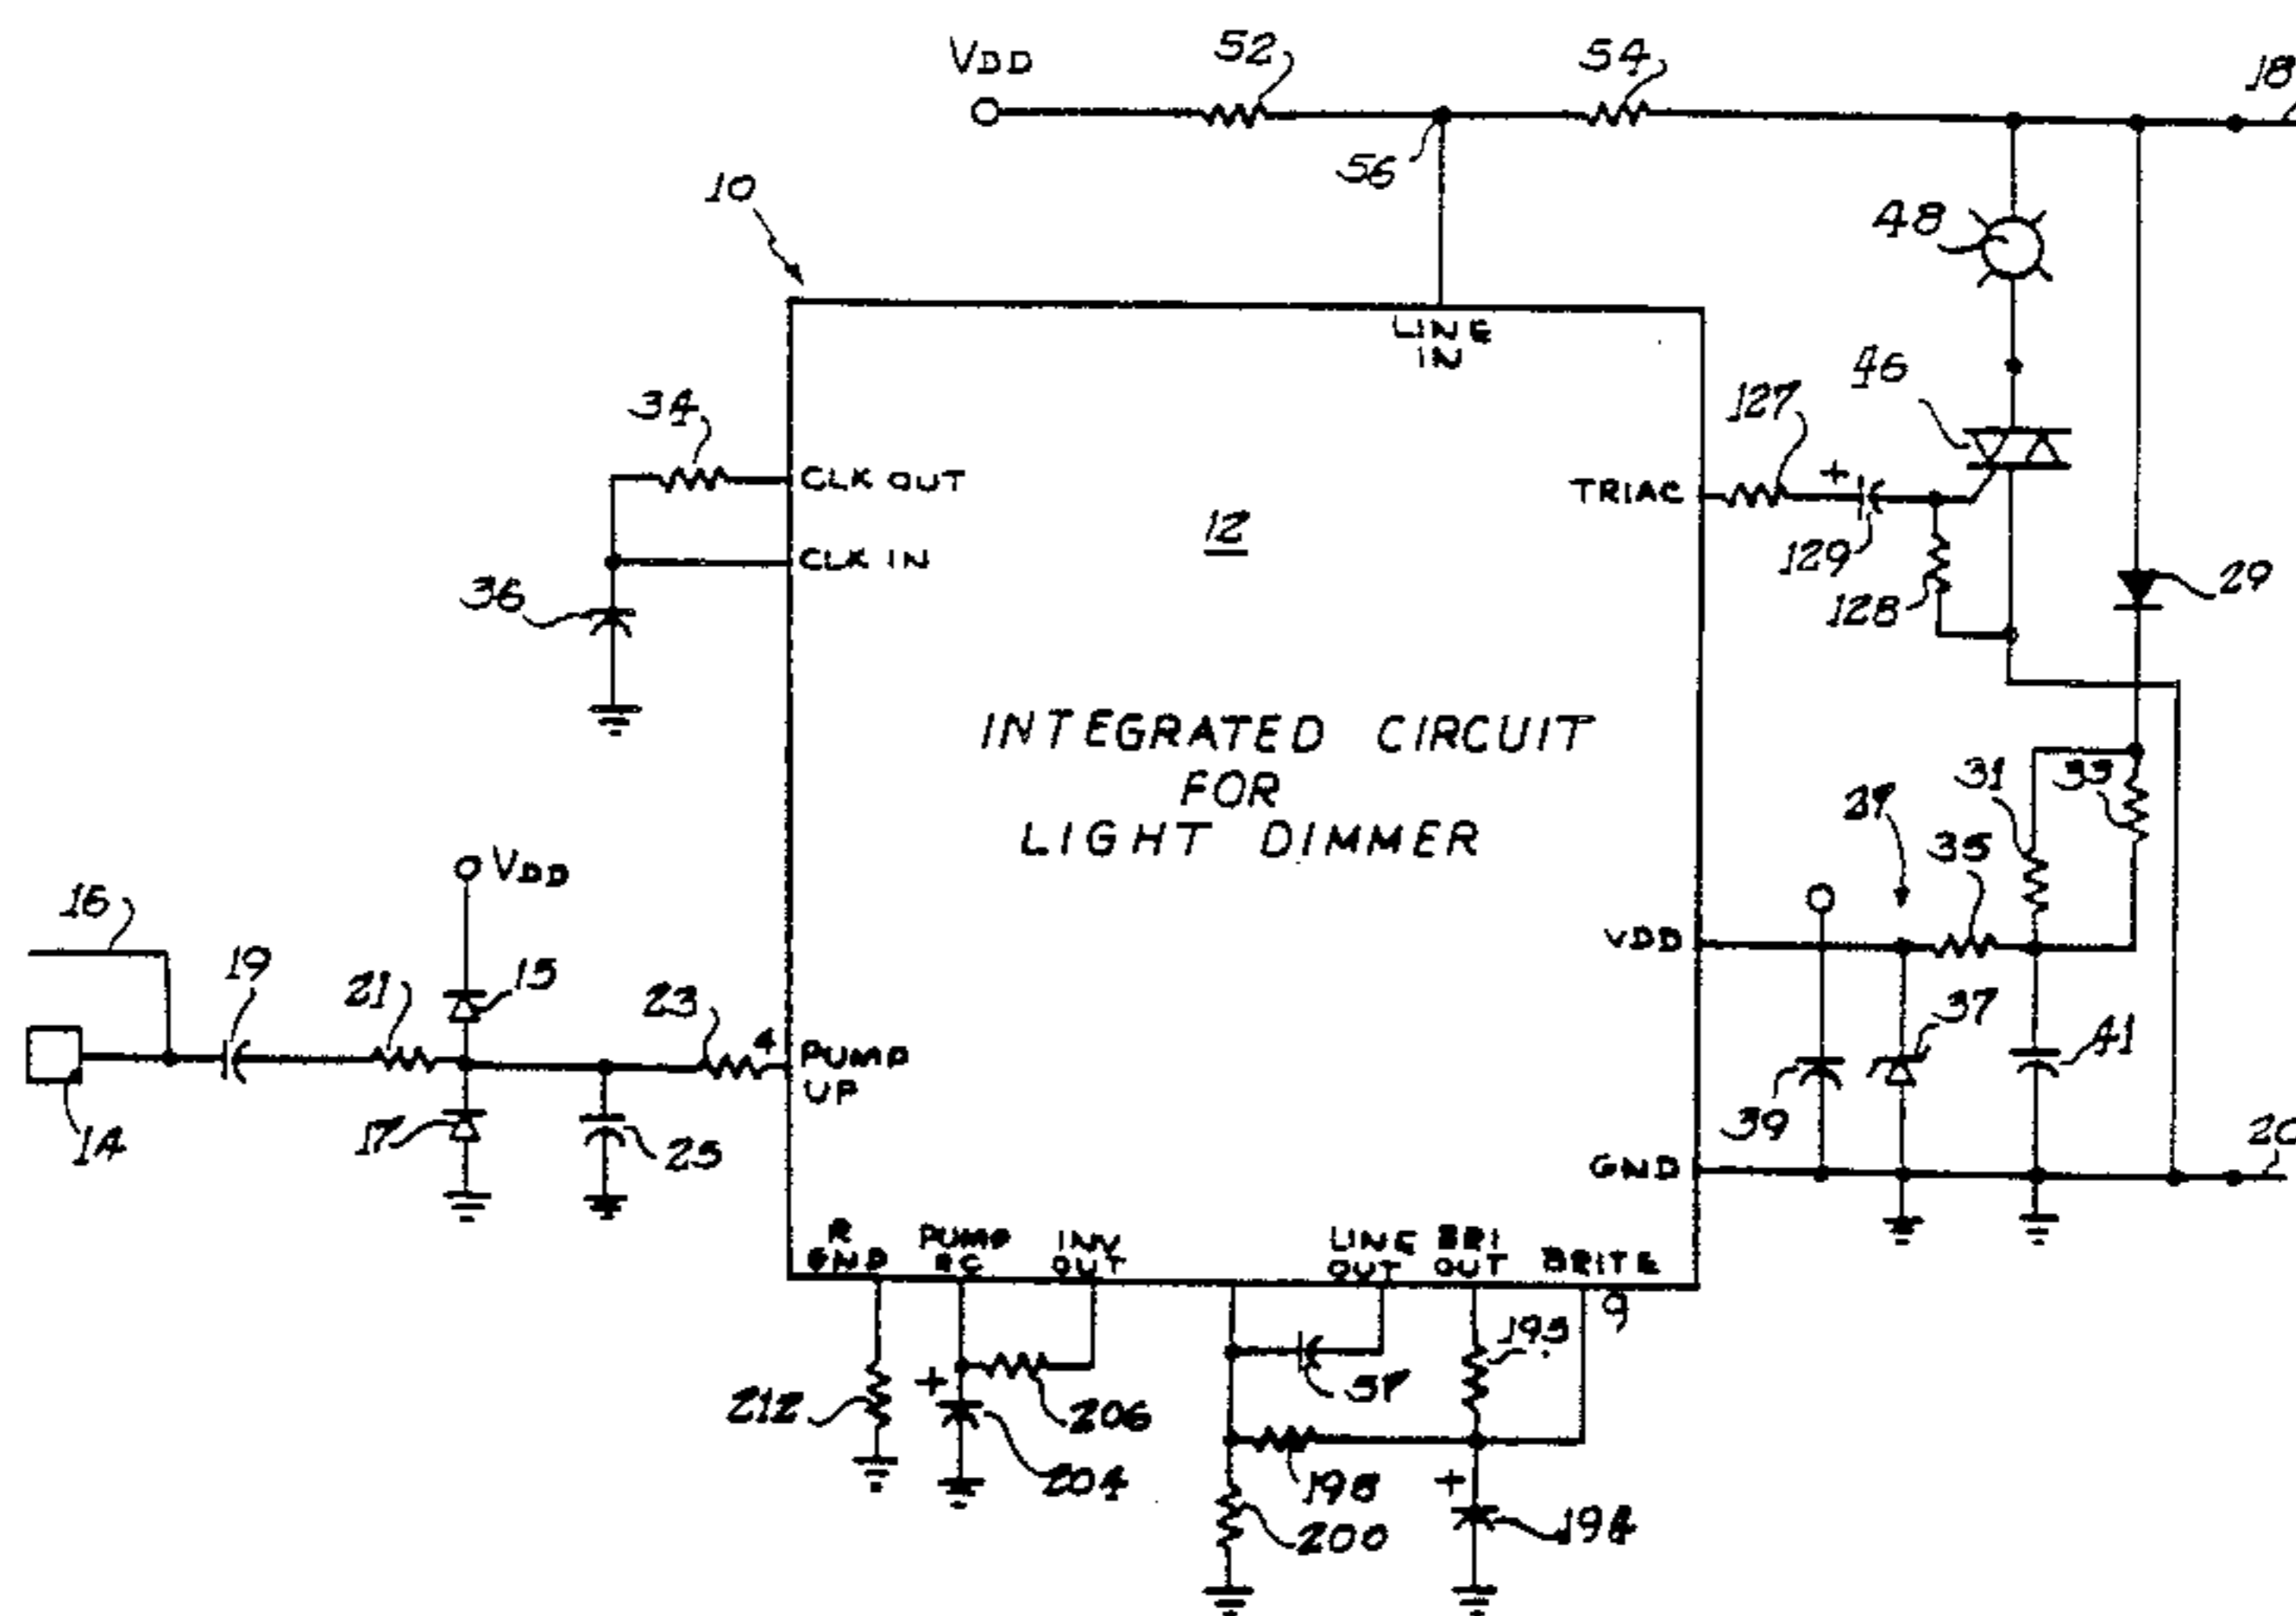 VDD
52
54
18
56
10
48
LINE
IN
46
127
34
CLK OUT
TRIAC
+
12
CLK IN
129
29
36
128
INTEGRATED CIRCUIT
FOR
LIGHT DIMMER
31
33
35
VDD
16
19
15
VDD
21
23
4
37
PUMP
UP
41
39
14
17
25
20
GND
R
GND
PUMP
RC
INV
OUT
LINE
OUT
BRI
OUT
BRITE
9
195
+
212
206
204
198
+
200
194